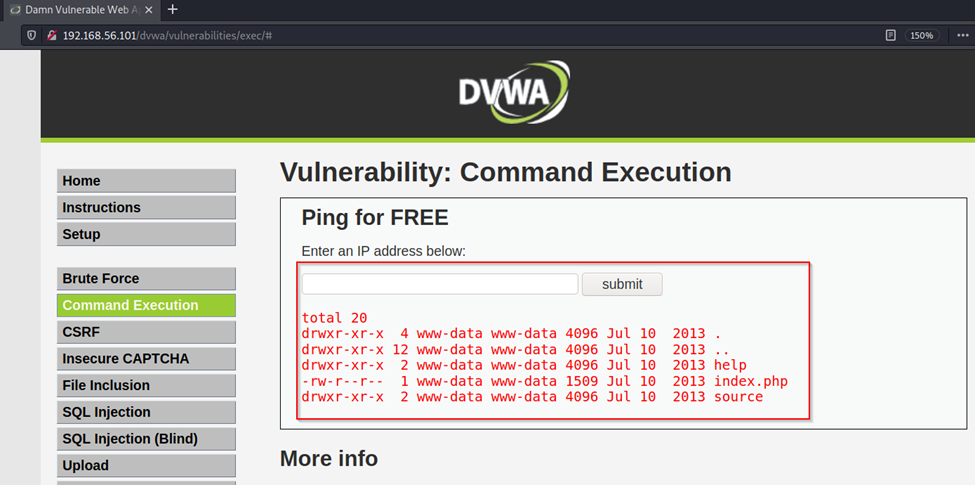 Damn Vulnerable Web A
192.168.56.101/dvwa/vulnerabilities/exec/#
150%
DVWA
Home
Instructions
Setup
Brute Force
Command Execution
CSRF
Insecure CAPTCHA
File Inclusion
SQL Injection
SQL Injection (Blind)
Upload
Vulnerability: Command Execution
Ping for FREE
Enter an IP address below:
submit
total 20
drwxr-xr-x  4 www-data www-data 4096 Jul 10  2013 .
drwxr-xr-x 12 www-data www-data 4096 Jul 10  2013 ..
drwxr-xr-x  2 www-data www-data 4096 Jul 10  2013 help
-rw-r--r--  1 www-data www-data 1509 Jul 10  2013 index.php
drwxr-xr-x  2 www-data www-data 4096 Jul 10  2013 source
More info